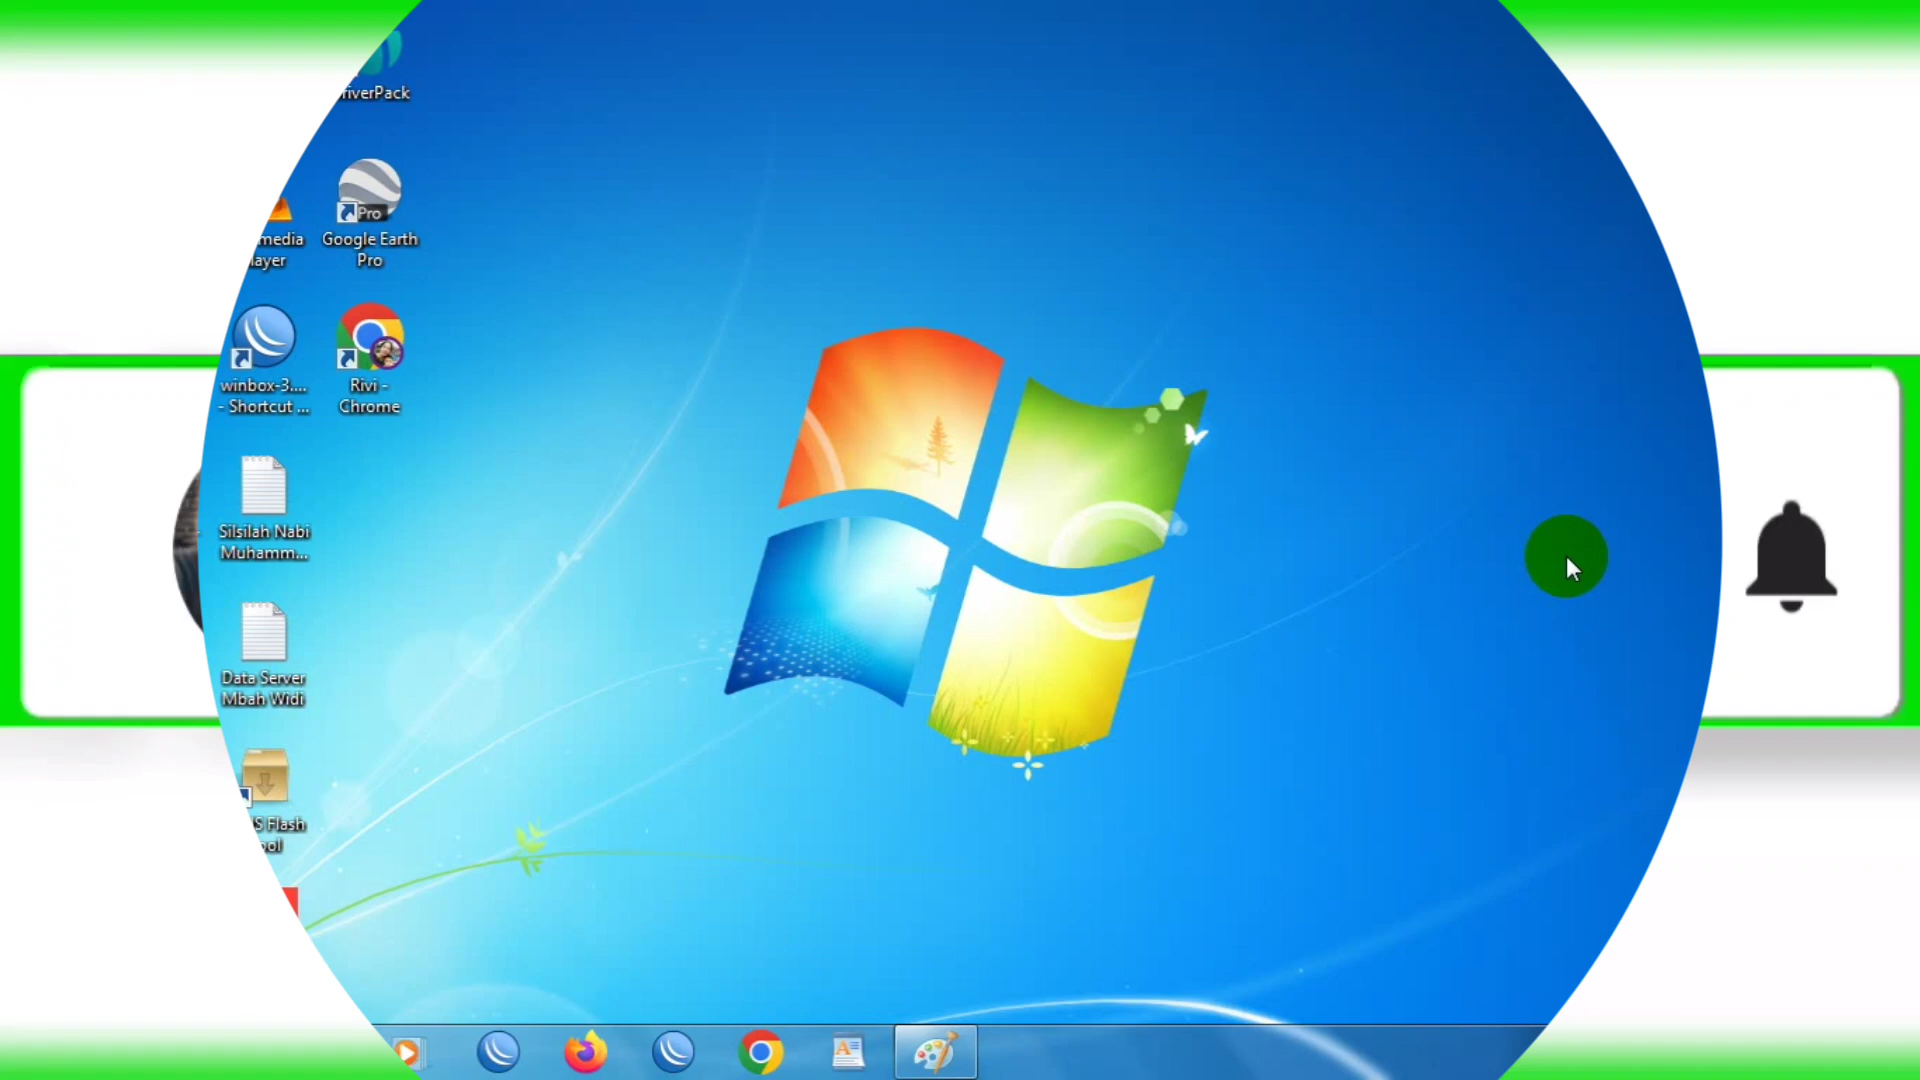 riverPack
Pro
Google Earth
Pro
media
layer
winbox-3....
- Shortcut ...
Rivi -
Chrome
Silsilah Nabi
Muhamm...
Data Server
Mbah Widi
S Flash
ool